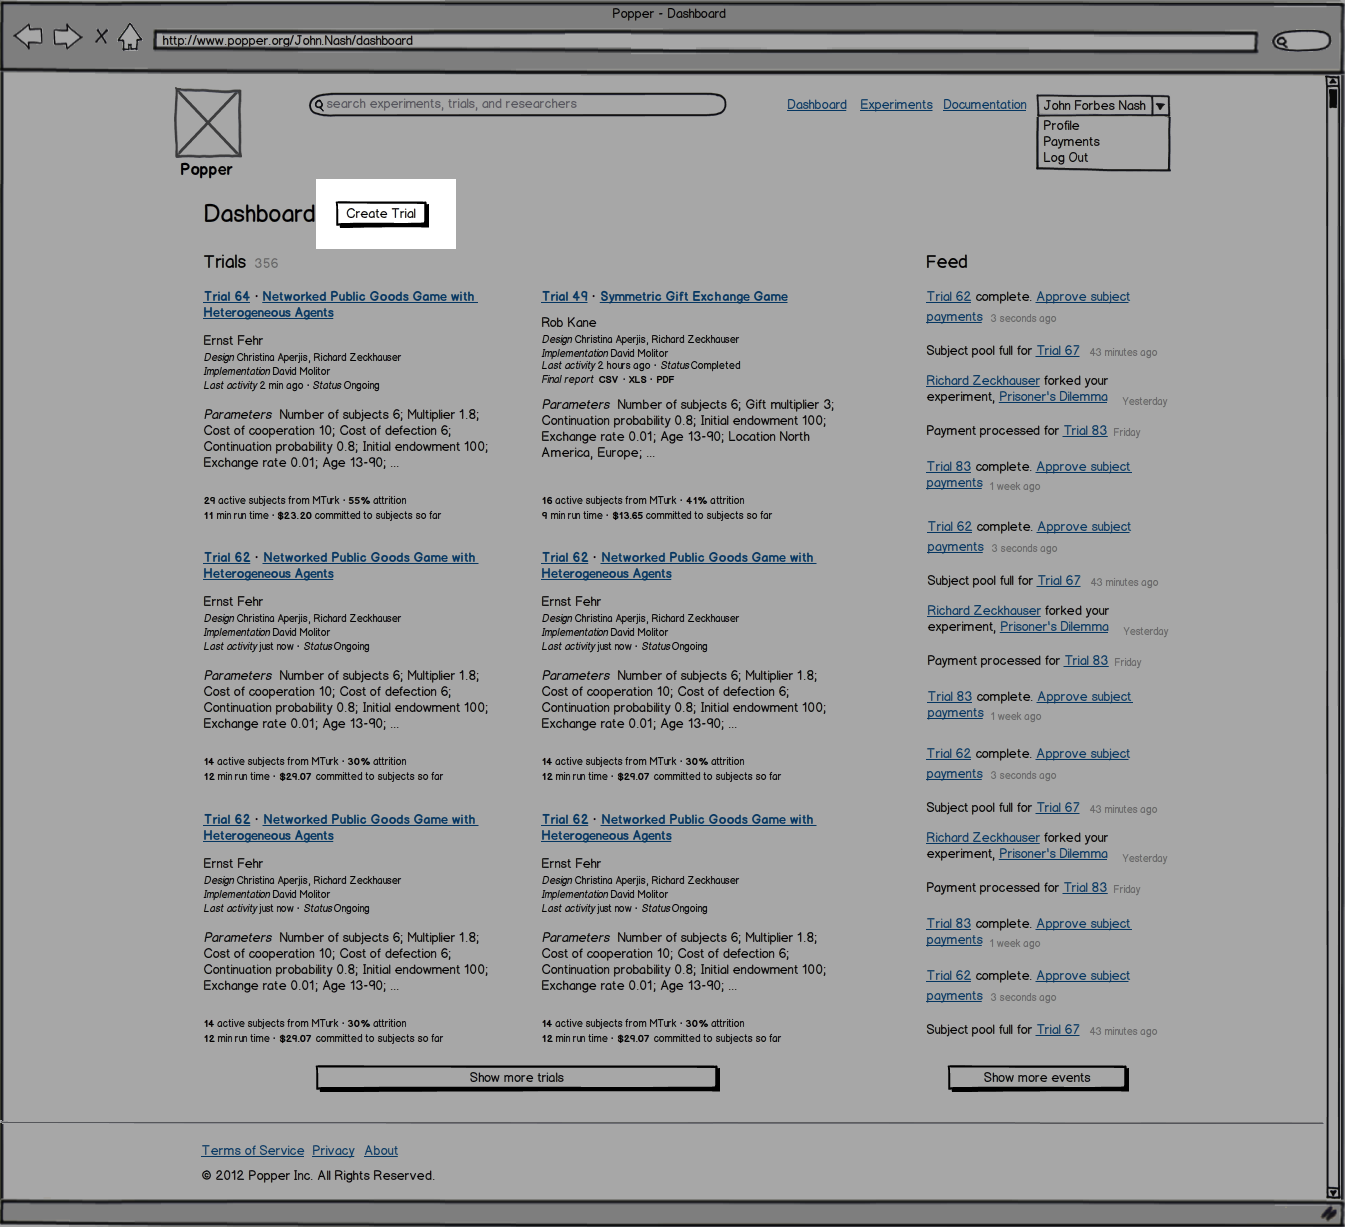 Popper - Dashboard
http://www.popper.org/John.Nash/dashboard
search experiments, trials, and researchers
Dashboard Experiments Documentation
John Forbes Nash
Profile
Payments
Log Out
Popper
Dashboard
Create Trial
Trials 356
Trial 64 · Networked Public Goods Game with
Heterogeneous Agents
Ernst Fehr
Design Christina Aperjis, Richard Zeckhauser
Implementation David Molitor
Last activity 2 min ago · Status Ongoing
Parameters Number of subjects 6; Multiplier 1.8;
Cost of cooperation 10; Cost of defection 6;
Continuation probability 0.8; Initial endowment 100;
Exchange rate 0.01; Age 13-90; ...
29 active subjects from MTurk · 55% attrition
11 min run time · $23.20 committed to subjects so far
Trial 49 · Symmetric Gift Exchange Game
Rob Kane
Design Christina Aperjis, Richard Zeckhauser
Implementation David Molitor
Last activity 2 hours ago · Status Completed
Final report CSV · XLS · PDF
Parameters Number of subjects 6; Gift multiplier 3;
Continuation probability 0.8; Initial endowment 100;
Exchange rate 0.01; Age 13-90; Location North
America, Europe; ...
16 active subjects from MTurk · 41% attrition
9 min run time · $13.65 committed to subjects so far
Trial 62 · Networked Public Goods Game with
Heterogeneous Agents
Ernst Fehr
Design Christina Aperjis, Richard Zeckhauser
Implementation David Molitor
Last activity just now · Status Ongoing
Parameters Number of subjects 6; Multiplier 1.8;
Cost of cooperation 10; Cost of defection 6;
Continuation probability 0.8; Initial endowment 100;
Exchange rate 0.01; Age 13-90; ...
14 active subjects from MTurk · 30% attrition
12 min run time · $29.07 committed to subjects so far
Trial 62 · Networked Public Goods Game with
Heterogeneous Agents
Ernst Fehr
Design Christina Aperjis, Richard Zeckhauser
Implementation David Molitor
Last activity just now · Status Ongoing
Parameters Number of subjects 6; Multiplier 1.8;
Cost of cooperation 10; Cost of defection 6;
Continuation probability 0.8; Initial endowment 100;
Exchange rate 0.01; Age 13-90; ...
14 active subjects from MTurk · 30% attrition
12 min run time · $29.07 committed to subjects so far
Trial 62 · Networked Public Goods Game with
Heterogeneous Agents
Ernst Fehr
Design Christina Aperjis, Richard Zeckhauser
Implementation David Molitor
Last activity just now · Status Ongoing
Parameters Number of subjects 6; Multiplier 1.8;
Cost of cooperation 10; Cost of defection 6;
Continuation probability 0.8; Initial endowment 100;
Exchange rate 0.01; Age 13-90; ...
14 active subjects from MTurk · 30% attrition
12 min run time · $29.07 committed to subjects so far
Trial 62 · Networked Public Goods Game with
Heterogeneous Agents
Ernst Fehr
Design Christina Aperjis, Richard Zeckhauser
Implementation David Molitor
Last activity just now · Status Ongoing
Parameters Number of subjects 6; Multiplier 1.8;
Cost of cooperation 10; Cost of defection 6;
Continuation probability 0.8; Initial endowment 100;
Exchange rate 0.01; Age 13-90; ...
14 active subjects from MTurk · 30% attrition
12 min run time · $29.07 committed to subjects so far
Show more trials
Feed
Trial 62 complete. Approve subject
payments 3 seconds ago
Subject pool full for Trial 67 43 minutes ago
Richard Zeckhauser forked your
experiment, Prisoner's Dilemma Yesterday
Payment processed for Trial 83 Friday
Trial 83 complete. Approve subject
payments 1 week ago
Trial 62 complete. Approve subject
payments 3 seconds ago
Subject pool full for Trial 67 43 minutes ago
Richard Zeckhauser forked your
experiment, Prisoner's Dilemma Yesterday
Payment processed for Trial 83 Friday
Trial 83 complete. Approve subject
payments 1 week ago
Trial 62 complete. Approve subject
payments 3 seconds ago
Subject pool full for Trial 67 43 minutes ago
Richard Zeckhauser forked your
experiment, Prisoner's Dilemma Yesterday
Payment processed for Trial 83 Friday
Trial 83 complete. Approve subject
payments 1 week ago
Trial 62 complete. Approve subject
payments 3 seconds ago
Subject pool full for Trial 67 43 minutes ago
Show more events
Terms of Service Privacy About
© 2012 Popper Inc. All Rights Reserved.